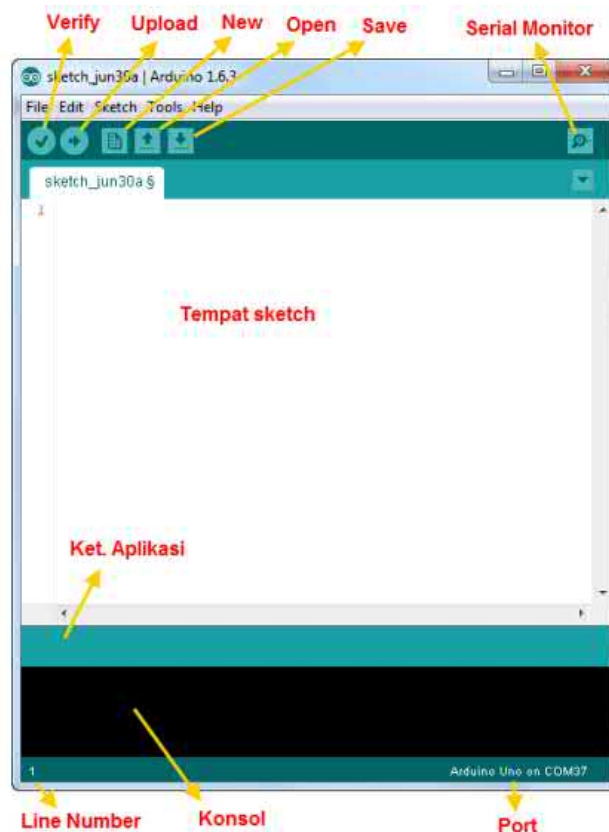 Verify Upload New Open Save Serial Monitor
sketch_jun30a | Arduino 1.6.3
File Edit Sketch Tools Help
sketch_jun30a §
1
Tempat sketch
Ket. Aplikasi
1 Arduino Uno on COM37
Line Number Konsol Port